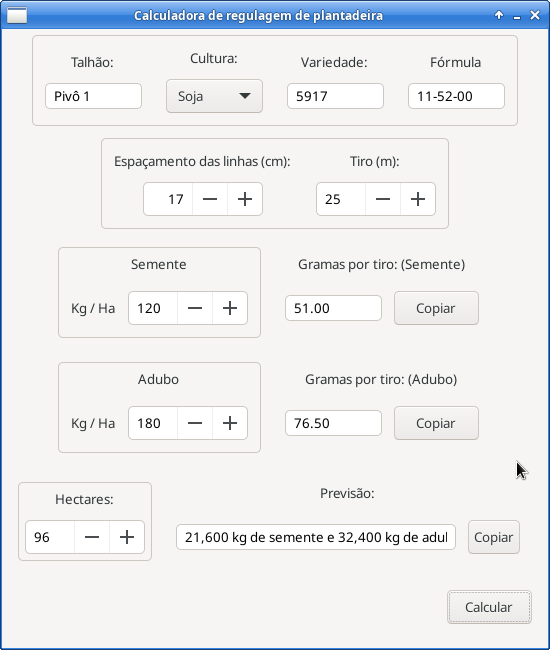 Calculadora de regulagem de plantadeira
Talhão: Cultura: Variedade: Fórmula
Pivô 1 Soja 5917 11-52-00
Espaçamento das linhas (cm): Tiro (m):
17 25
Semente Gramas por tiro: (Semente)
Kg / Ha 120 51.00 Copiar
Adubo Gramas por tiro: (Adubo)
Kg / Ha 180 76.50 Copiar
Hectares: Previsão:
96 21,600 kg de semente e 32,400 kg de adul Copiar
Calcular